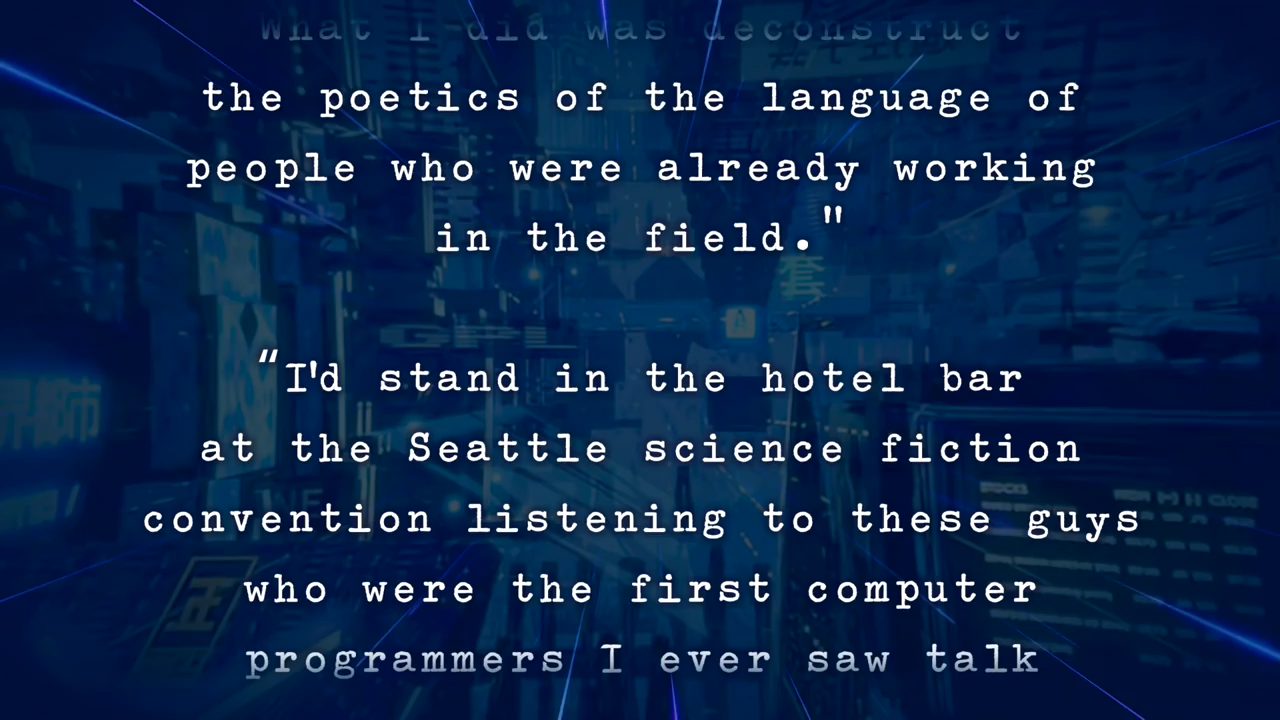 What I did was deconstruct
the poetics of the language of
people who were already working
in the field."
“I'd stand in the hotel bar
at the Seattle science fiction
convention listening to these guys
who were the first computer
programmers I ever saw talk